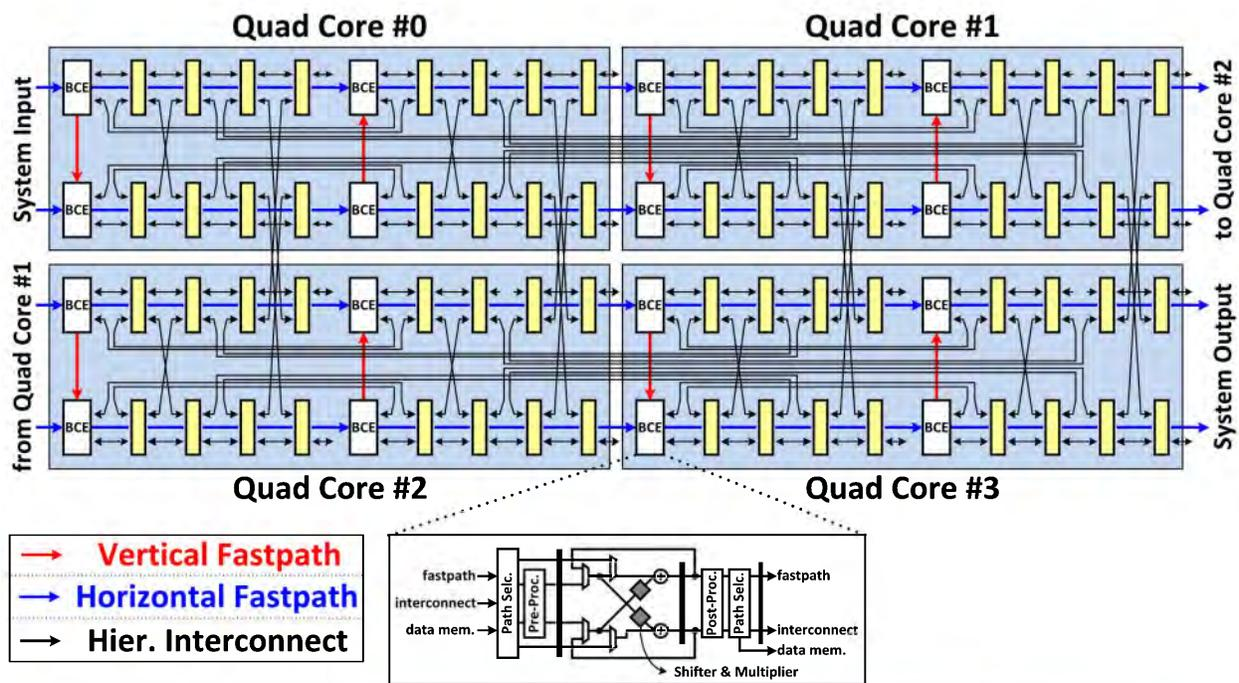 Quad Core #0
Quad Core #1
System Input
BCE BCE BCE BCE
BCE BCE BCE BCE
to Quad Core #2
from Quad Core #1
BCE BCE BCE BCE
BCE BCE BCE BCE
System Output
Quad Core #2
Quad Core #3
Vertical Fastpath
Horizontal Fastpath
Hier. Interconnect
fastpath
interconnect
data mem.
Path Selc.
Pre-Proc.
Post-Proc.
Path Selc.
fastpath
interconnect
data mem.
Shifter & Multiplier